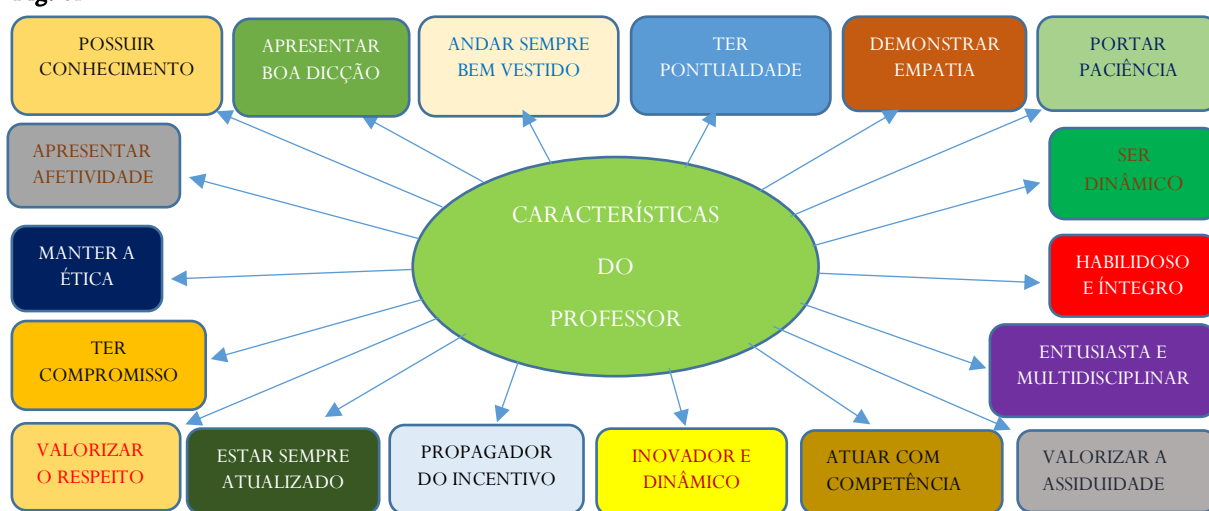 POSSUIR
CONHECIMENTO
APRESENTAR
BOA DICÇÃO
ANDAR SEMPRE
BEM VESTIDO
TER
PONTUALDADE
DEMONSTRAR
EMPATIA
PORTAR
PACIÊNCIA
APRESENTAR
AFETIVIDADE
SER
DINÂMICO
CARACTERÍSTICAS
DO
PROFESSOR
MANTER A
ÉTICA
HABILIDOSO
E ÍNTEGRO
TER
COMPROMISSO
ENTUSIASTA E
MULTIDISCIPLINAR
VALORIZAR
O RESPEITO
ESTAR SEMPRE
ATUALIZADO
PROPAGADOR
DO INCENTIVO
INOVADOR E
DINÂMICO
ATUAR COM
COMPETÊNCIA
VALORIZAR A
ASSIDUIDADE